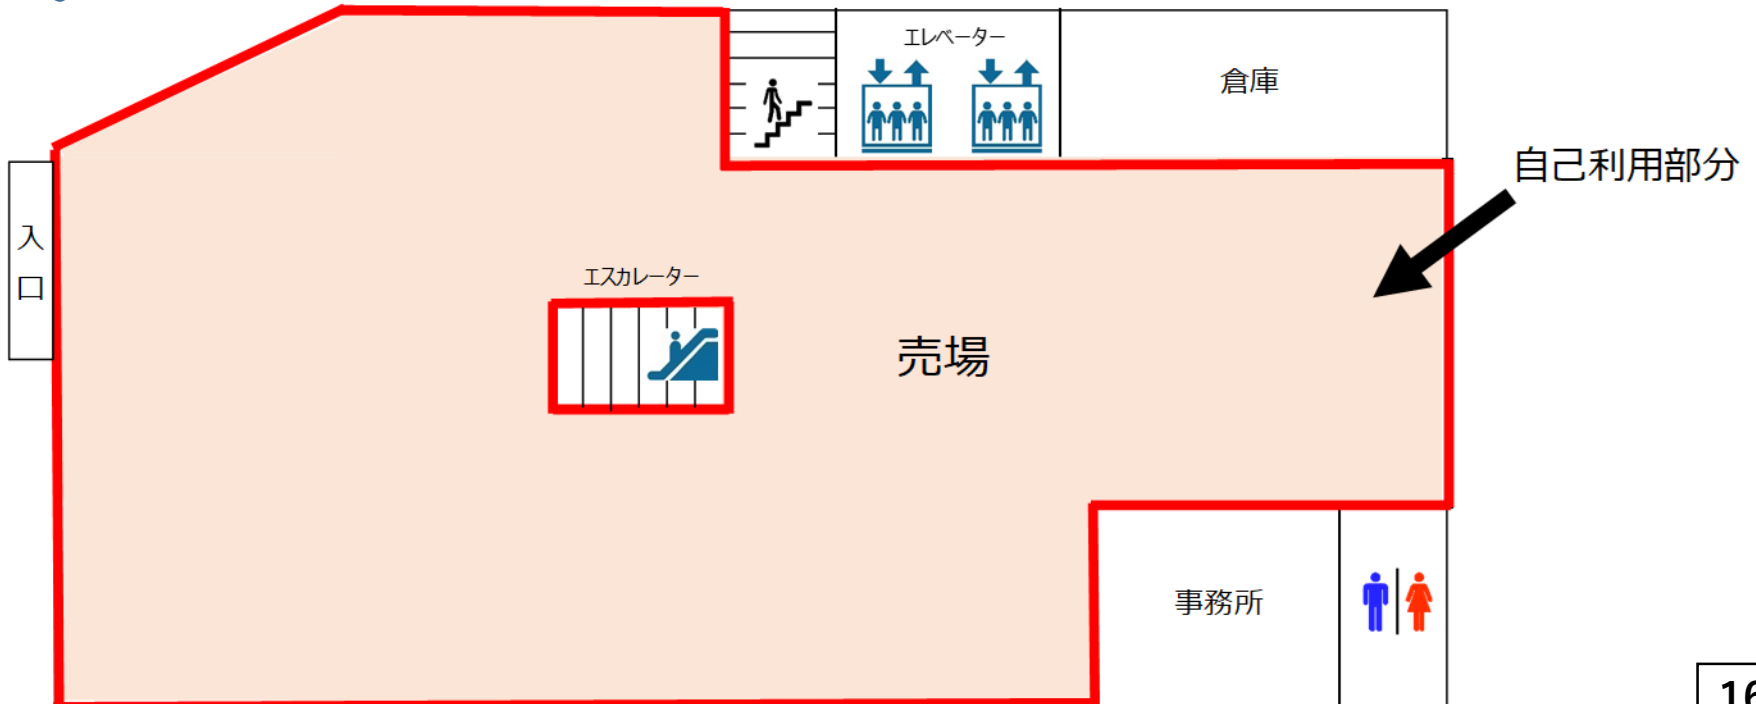 エレベーター
倉庫
自己利用部分
入
口
エスカレーター
売場
事務所
16